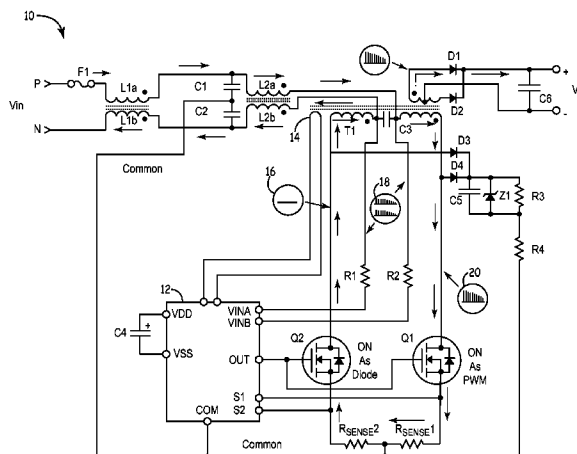 10
F1
P
L1a
C1
L2a
D1
+
V
Vin
C2
L2b
D2
C6
L1b
N
-
14
T1
C3
Common
D3
D4
16
18
C5
Z1
R3
R4
R1
R2
20
12
VDD
VINA
VINB
C4
+
Q2
Q1
VSS
OUT
ON
As
Diode
ON
As
PWM
S1
COM
S2
Common
RSENSE2
RSENSE1